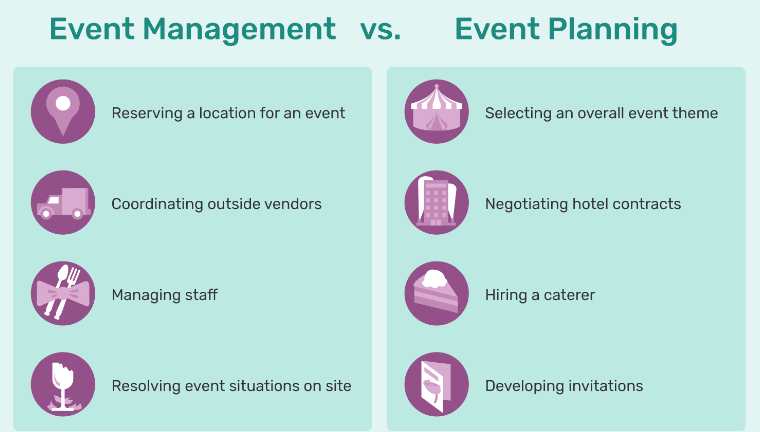 Event Management vs. Event Planning
Reserving a location for an event
Coordinating outside vendors
Managing staff
Resolving event situations on site
Selecting an overall event theme
Negotiating hotel contracts
Hiring a caterer
Developing invitations